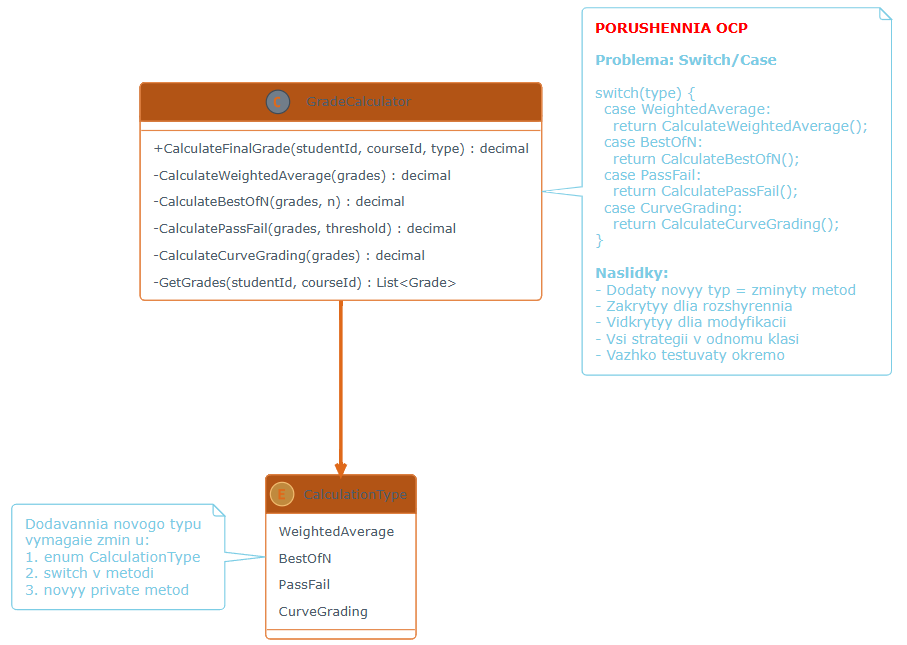 PORUSHENNIA OCP
Problema: Switch/Case
switch(type) {
case WeightedAverage:
return CalculateWeightedAverage();
case BestOfN:
return CalculateBestOfN();
case PassFail:
return CalculatePassFail();
case CurveGrading:
return CalculateCurveGrading();
}
Naslidky:
- Dodaty novyy typ = zminyty metod
- Zakrytyy dlia rozshyrennia
- Vidkrytyy dlia modyfikacii
- Vsi strategii v odnomu klasi
- Vazhko testuvaty okremo
C GradeCalculator
+CalculateFinalGrade(studentId, courseId, type) : decimal
-CalculateWeightedAverage(grades) : decimal
-CalculateBestOfN(grades, n) : decimal
-CalculatePassFail(grades, threshold) : decimal
-CalculateCurveGrading(grades) : decimal
-GetGrades(studentId, courseId) : List<Grade>
E CalculationType
WeightedAverage
BestOfN
PassFail
CurveGrading
Dodavannia novogo typu
vymagaie zmin u:
1. enum CalculationType
2. switch v metodi
3. novyy private metod